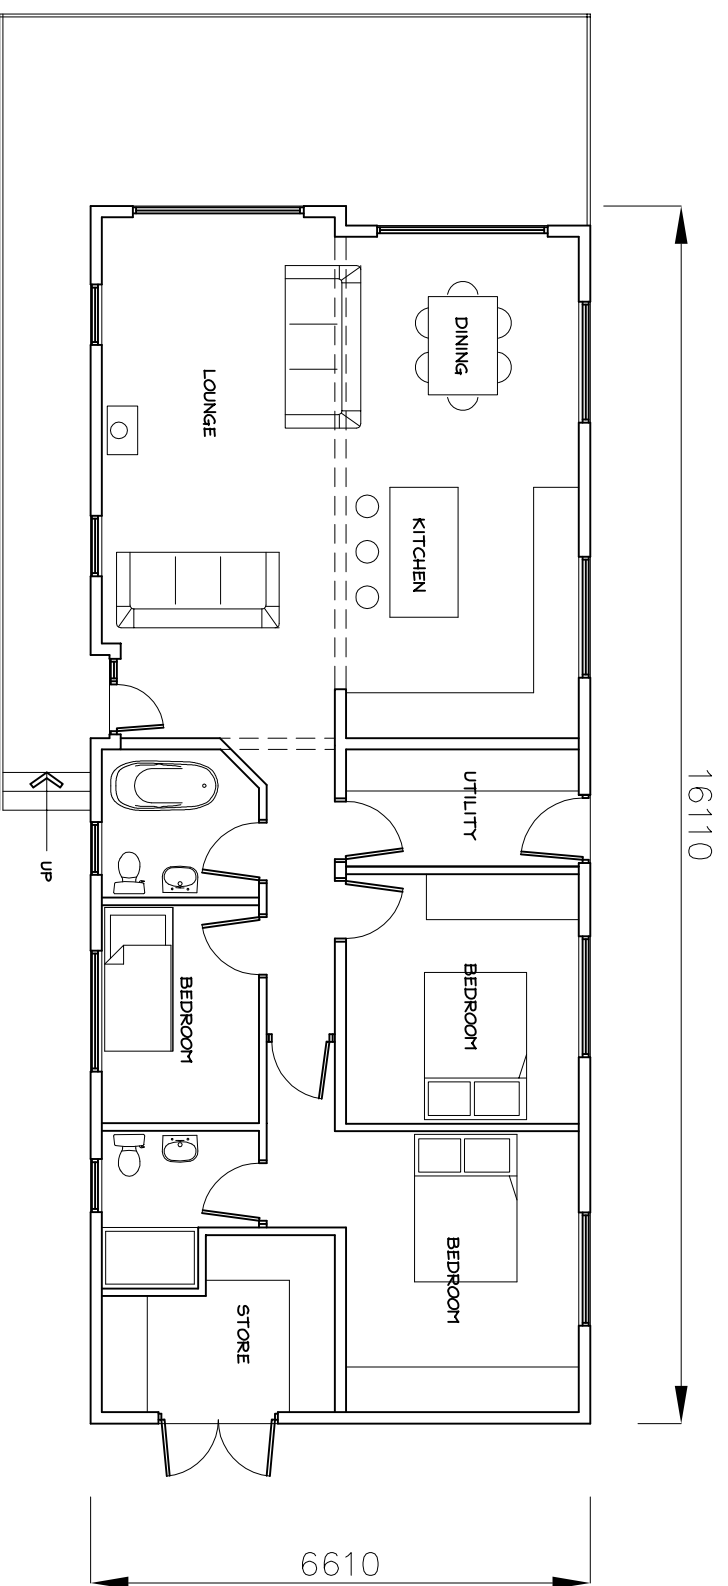 DINING
LOUNGE
KITCHEN
16110
UTILITY
UP
BEDROOM
BEDROOM
BEDROOM
STORE
6610